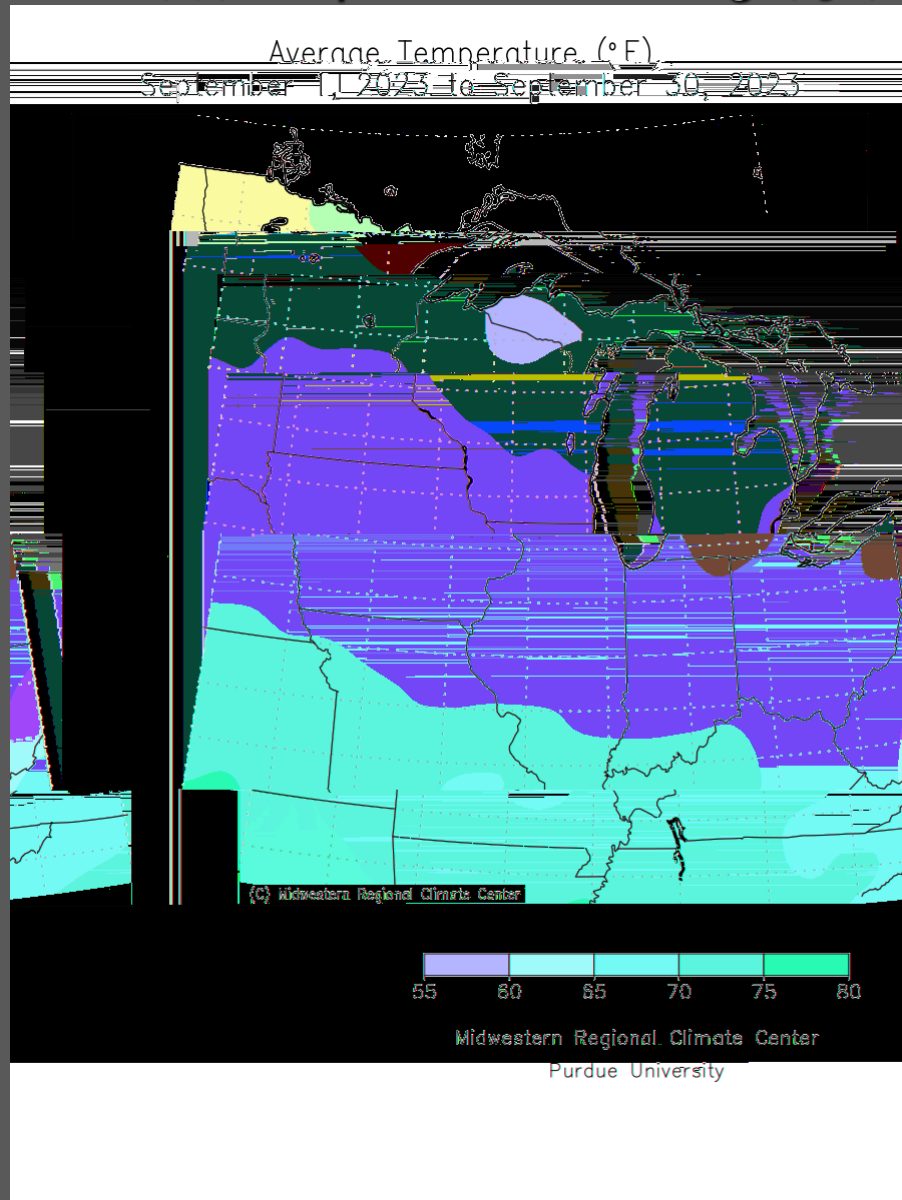 Average Temperature (°F)
September 1, 2023 to September 30, 2023
(C) Midwestern Regional Climate Center
55 60 65 70 75 80
Midwestern Regional Climate Center
Purdue University